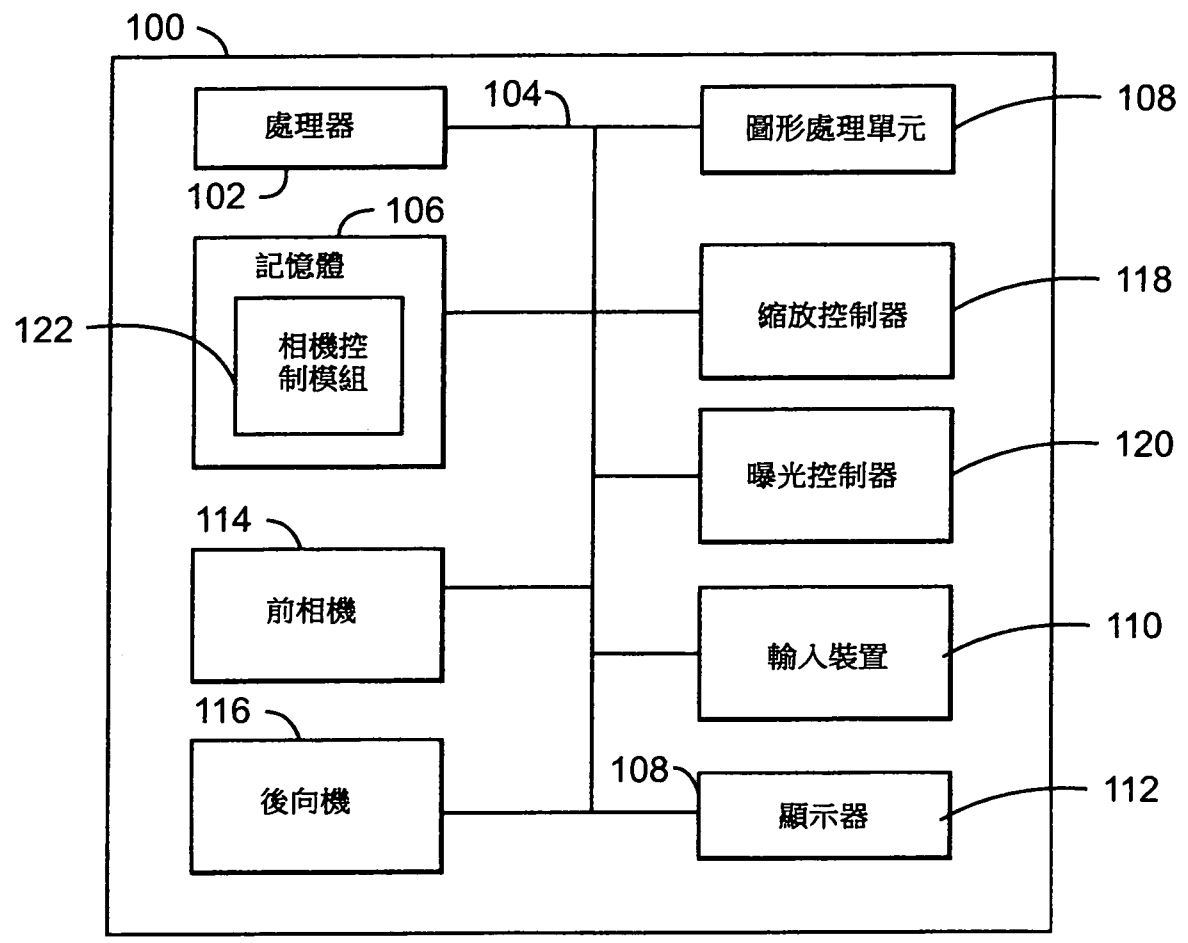 100
處理器
102
104
圖形處理單元
108
106
記憶體
122
相機控
制模組
縮放控制器
118
曝光控制器
120
114
前相機
輸入裝置
110
116
後向機
108
顯示器
112